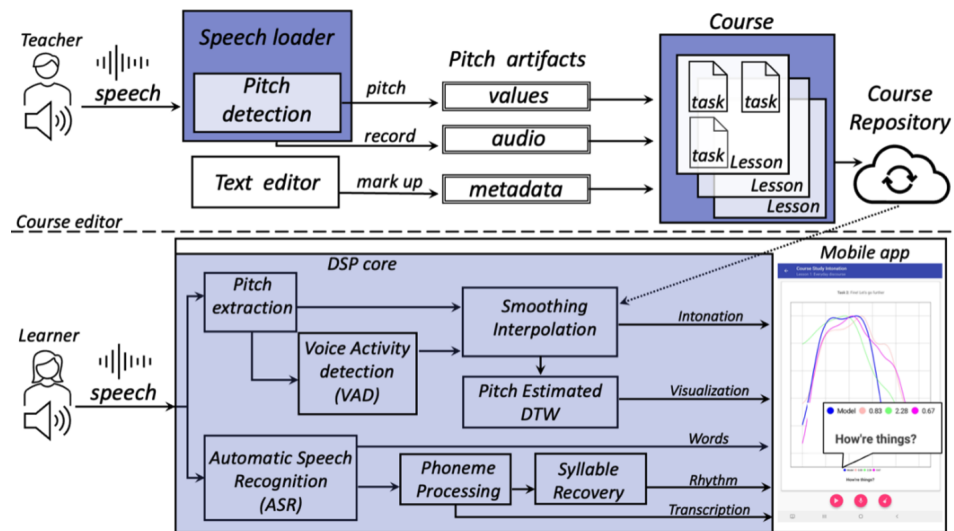 Teacher
speech
Speech loader
Pitch
detection
pitch
record
Text editor
mark up
Pitch artifacts
values
audio
metadata
Course
task
task
task
Lesson
Lesson
Lesson
Course
Repository
Course editor
Learner
speech
DSP core
Pitch
extraction
Voice Activity
detection
(VAD)
Smoothing
Interpolation
Pitch Estimated
DTW
Automatic Speech
Recognition
(ASR)
Phoneme
Processing
Syllable
Recovery
Intonation
Visualization
Words
Rhythm
Transcription
Mobile app
Course Study Intonation
Model 0.83 2.28 0.67
How're things?
How're things?